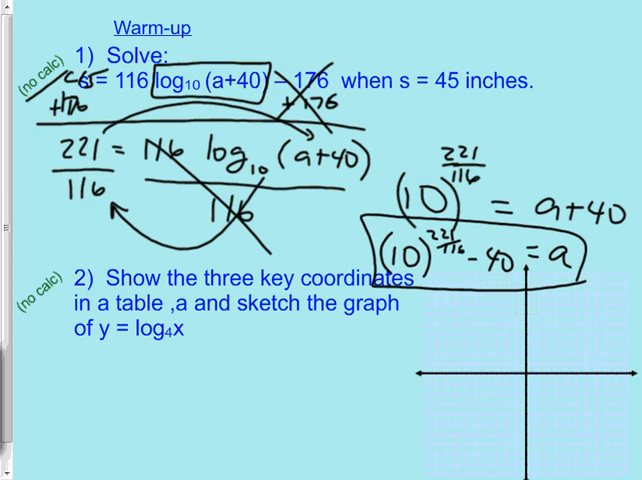 Warm-up
(no calc)
1) Solve:
s = 116 log₁₀ (a+40) – 176 when s = 45 inches.
45
+176 +176
221 = 116 log₁₀ (a+40)
116 116
(10)^(221/116) = a+40
(10)^(221/116) - 40 = a
(no calc)
2) Show the three key coordinates
in a table ,a and sketch the graph
of y = log₄x